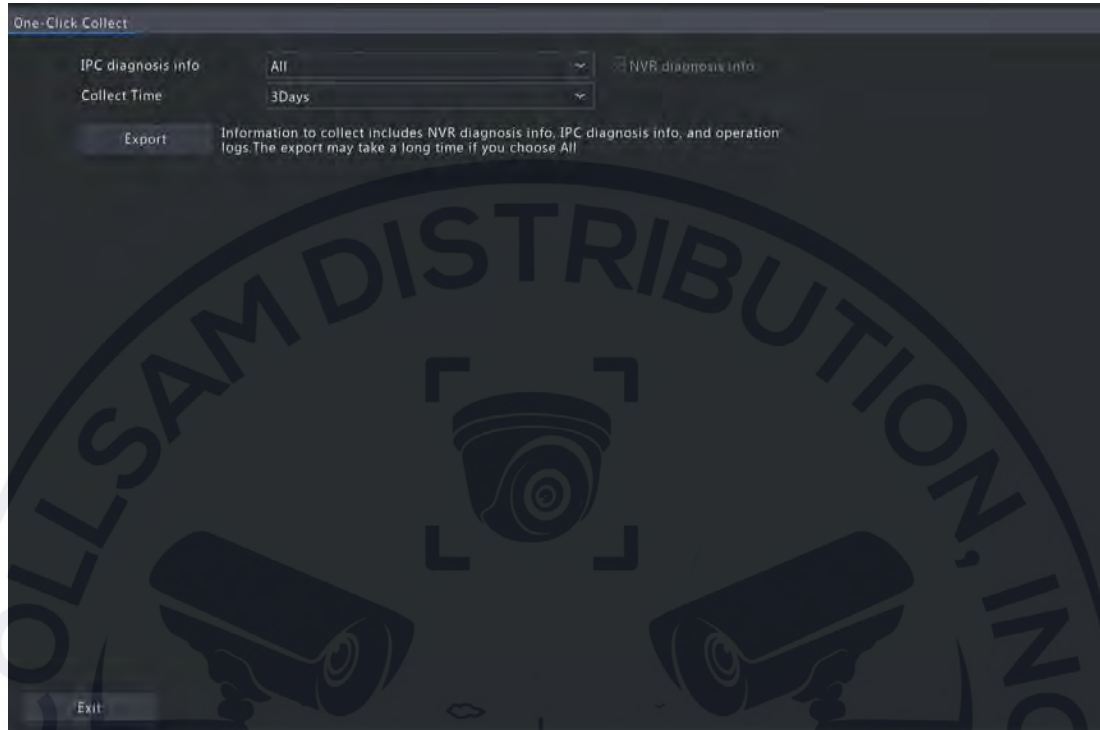 One-Click Collect
IPC diagnosis info All NVR diagnosis info
Collect Time 3Days
Export Information to collect includes NVR diagnosis info, IPC diagnosis info, and operation
logs.The export may take a long time if you choose All
OLLSAM DISTRIBUTION, INC
Exit